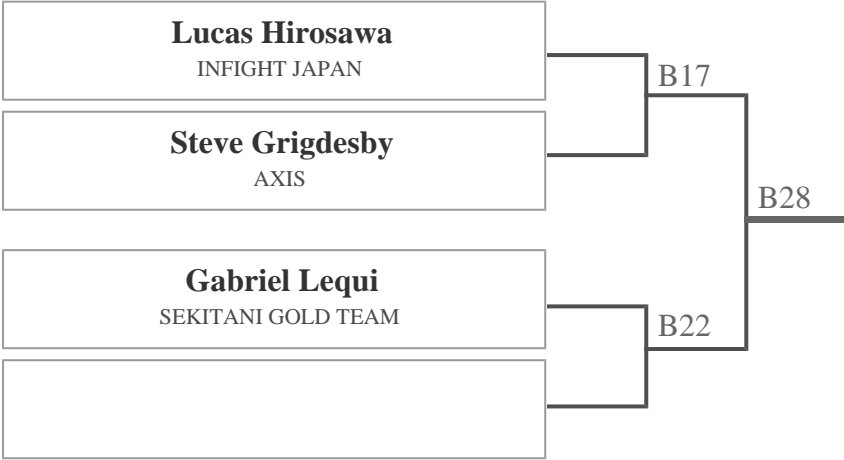 Lucas Hirosawa
INFIGHT JAPAN
B17
Steve Grigdesby
AXIS
B28
Gabriel Lequi
SEKITANI GOLD TEAM
B22